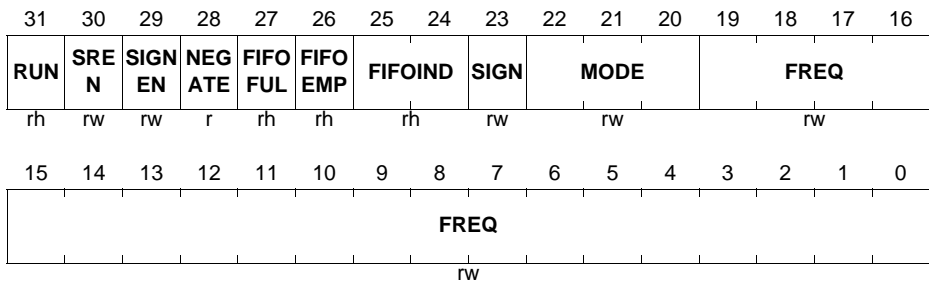 31 30 29 28 27 26 25 24 23 22 21 20 19 18 17 16
RUN SRE N SIGN EN NEG ATE FIFO FUL FIFO EMP FIFOIND SIGN MODE FREQ
rh rw rw r rh rh rh rw rw rw
15 14 13 12 11 10 9 8 7 6 5 4 3 2 1 0
FREQ
rw